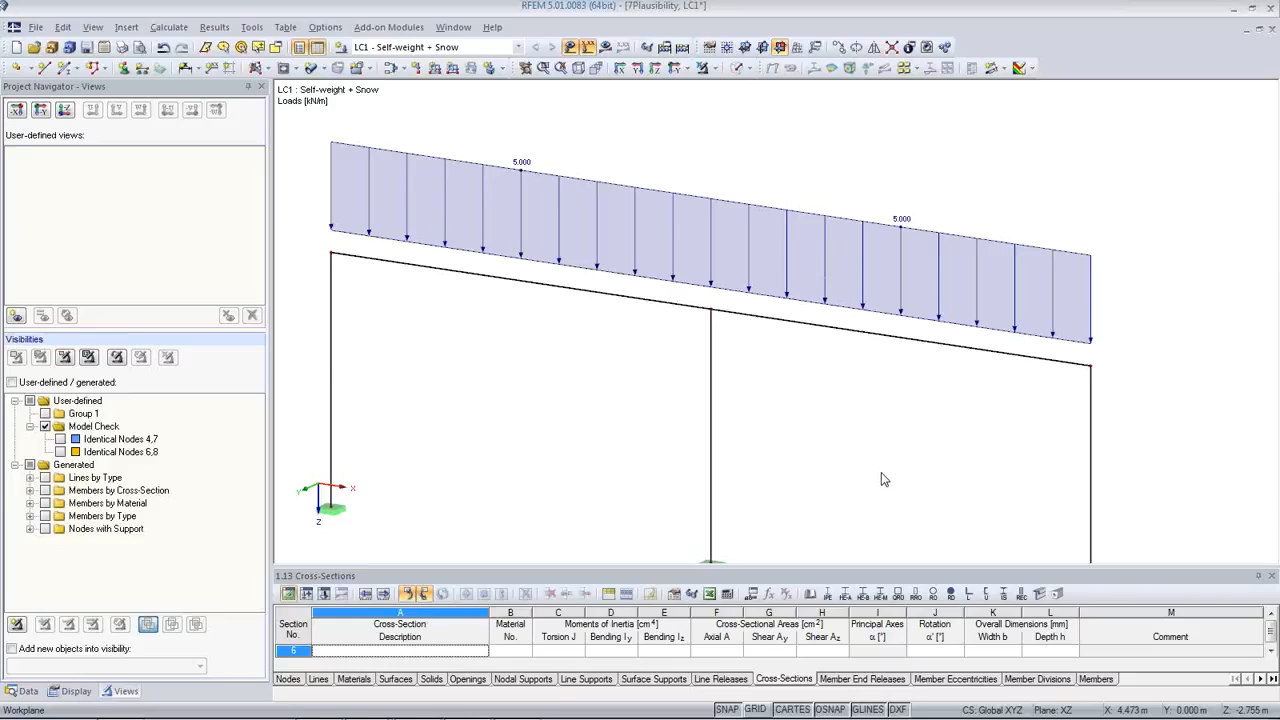 RFEM 5.01.0083 (64bit) - [7Plausibility, LC1*]
File Edit View Insert Calculate Results Tools Table Options Add-on Modules Window Help
LC1 - Self-weight + Snow
Project Navigator - Views
User-defined views:
Visibilities
User-defined / generated:
User-defined
Group 1
Model Check
Identical Nodes 4,7
Identical Nodes 6,8
Generated
Lines by Type
Members by Cross-Section
Members by Material
Members by Type
Nodes with Support
Add new objects into visibility:
Data Display Views
LC1 : Self-weight + Snow
Loads [kN/m]
5.000
5.000
X
Y
Z
1.13 Cross-Sections
A B C D E F G H I J K L M
Section Cross-Section Material Moments of Inertia [cm⁴] Cross-Sectional Areas [cm²] Principal Axes Rotation Overall Dimensions [mm]
No. Description No. Torsion J Bending Iy Bending Iz Axial A Shear Ay Shear Az α [°] α' [°] Width b Depth h Comment
6
Nodes Lines Materials Surfaces Solids Openings Nodal Supports Line Supports Surface Supports Line Releases Cross-Sections Member End Releases Member Eccentricities Member Divisions Members
Workplane SNAP GRID CARTES OSNAP GLINES DXF CS: Global XYZ Plane: XZ X: 4.473 m Y: 0.000 m Z: -2.755 m